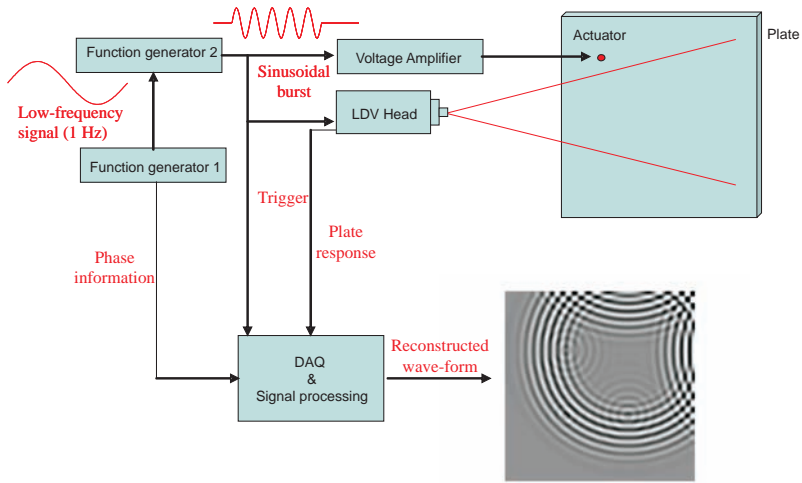 Function generator 2
Sinusoidal
burst
Voltage Amplifier
Actuator
Plate
Low-frequency
signal (1 Hz)
LDV Head
Function generator 1
Trigger
Plate
response
Phase
information
DAQ
&
Signal processing
Reconstructed
wave-form